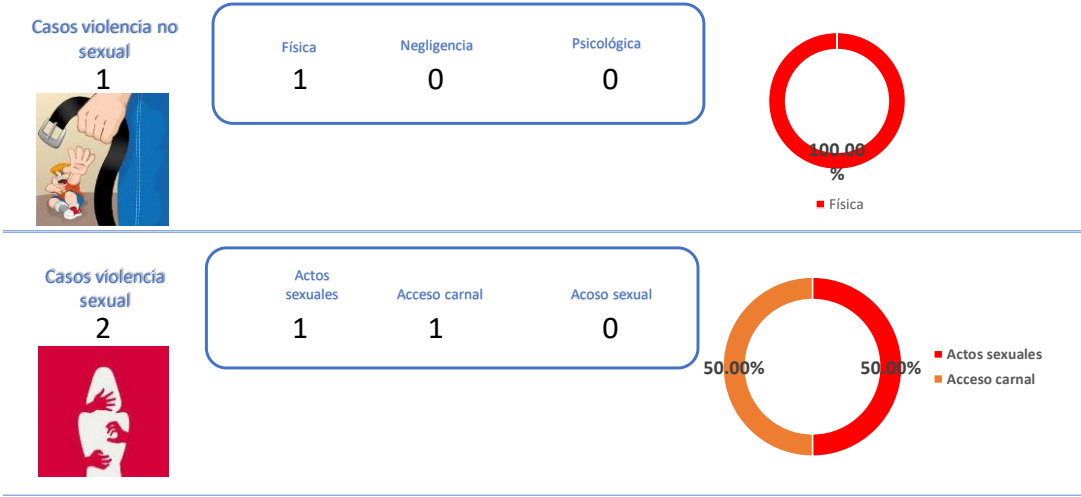 Casos violencia no
sexual
1
Física
Negligencia
Psicológica
1
0
0
100.00
%
Física
Casos violencia
sexual
2
Actos
sexuales
Acceso carnal
Acoso sexual
1
1
0
50.00%
50.00%
Actos sexuales
Acceso carnal